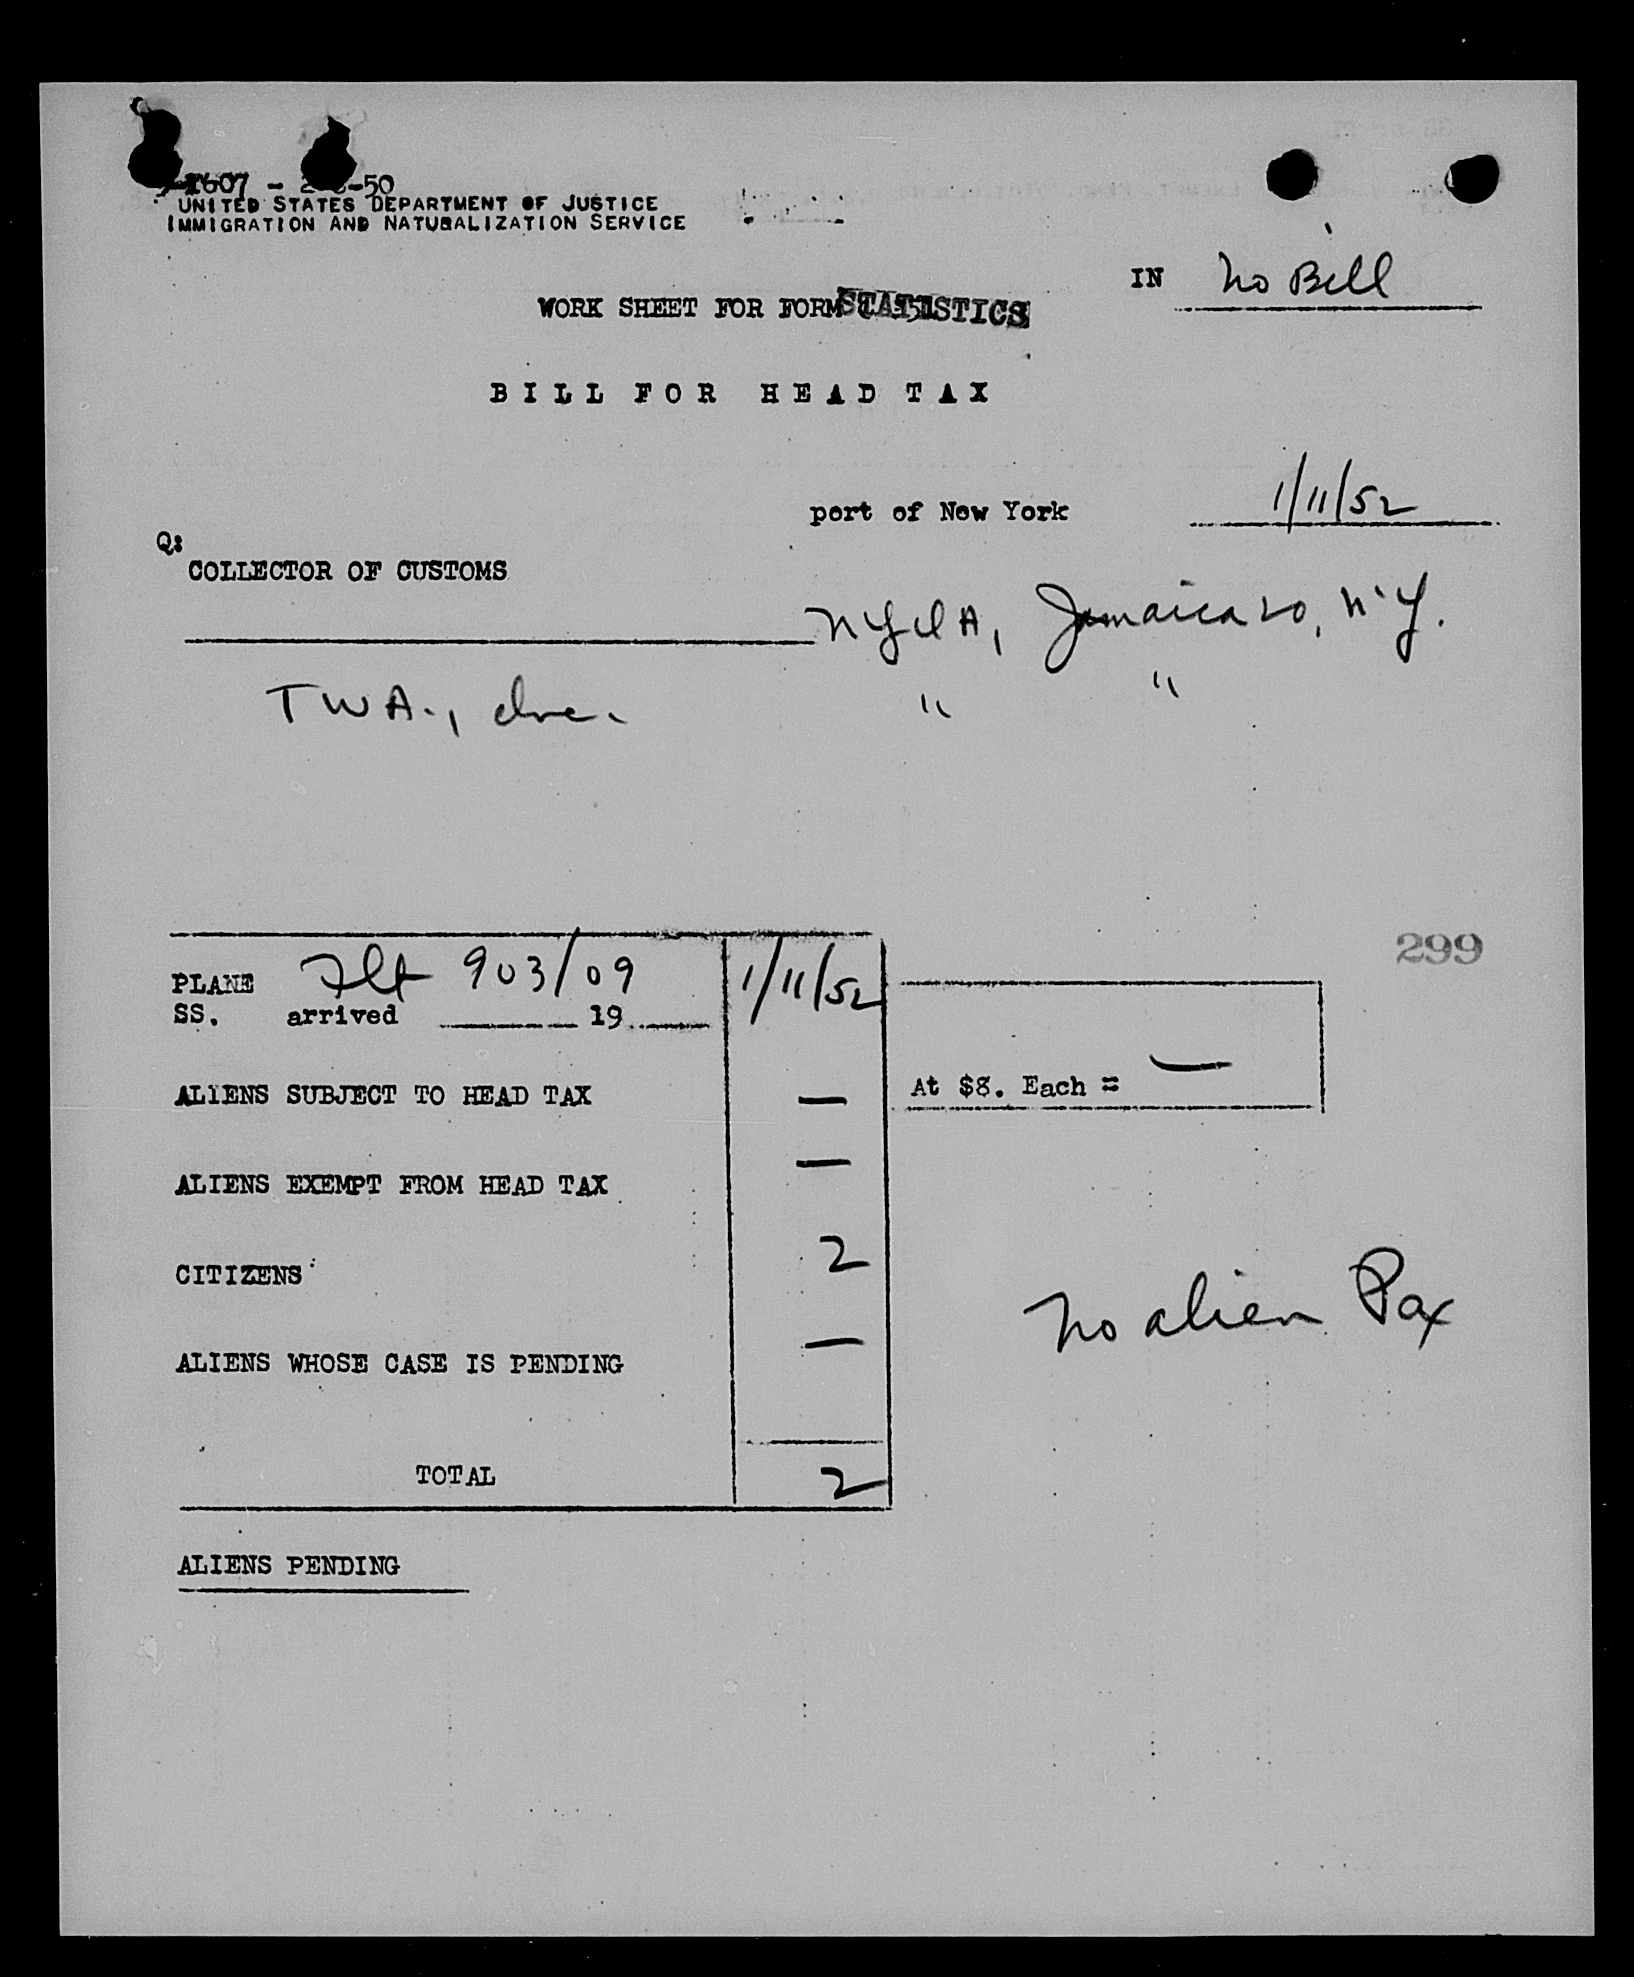 UNITED STATES DEPARTMENT OF JUSTICE
IMMIGRATION AND NATURALIZATION SERVICE
IN No Bill
WORK SHEET FOR FORM STATISTICS
BILL FOR HEAD TAX
port of New York 1/11/52
Q:
COLLECTOR OF CUSTOMS
NYIA, Jamaica 20, N.Y.
TWA., Inc. " "
299
PLANE Flt 903/09 1/11/52
SS. arrived 19
ALIENS SUBJECT TO HEAD TAX — At $8. Each = —
ALIENS EXEMPT FROM HEAD TAX —
CITIZENS 2
No alien Pax
ALIENS WHOSE CASE IS PENDING —
TOTAL 2
ALIENS PENDING